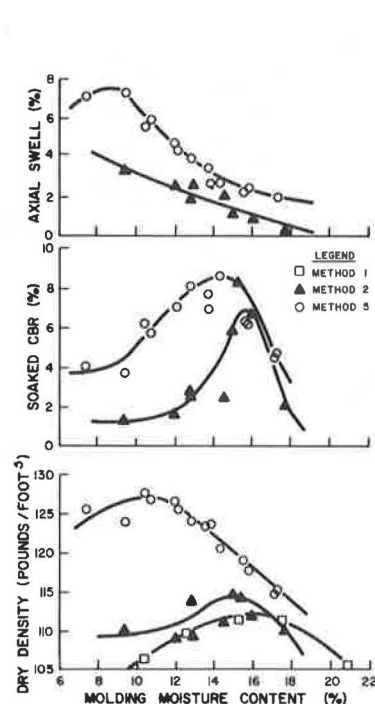 AXIAL SWELL (%)
8
6
4
2
0
SOAKED CBR (%)
10
8
6
4
2
0
LEGEND
METHOD 1
METHOD 2
METHOD 5
DRY DENSITY (POUNDS/FOOT³)
130
125
120
115
110
105
6 8 10 12 14 16 18 20 22
MOLDING MOISTURE CONTENT (%)